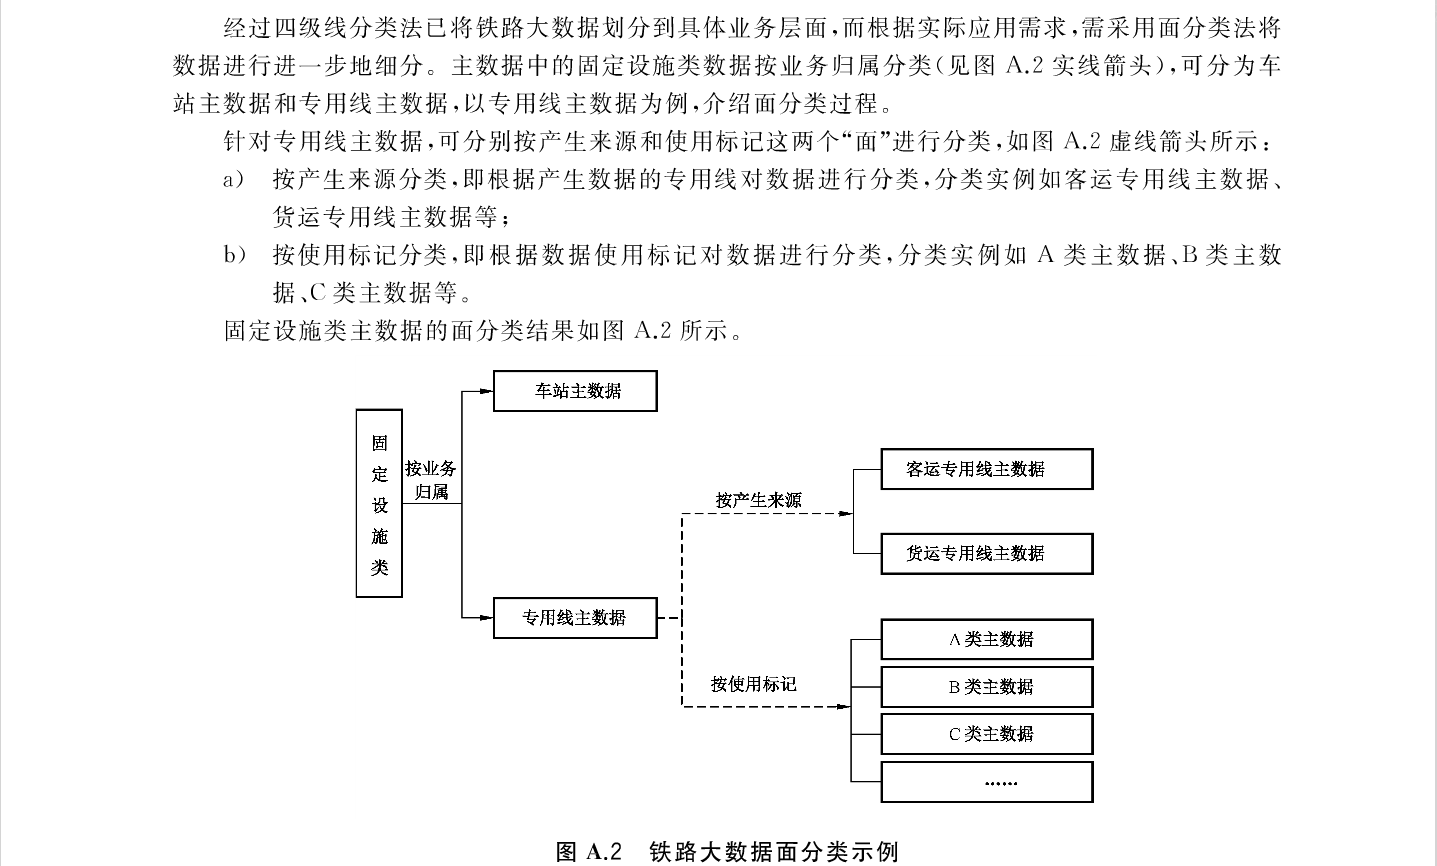 经过四级线分类法已将铁路大数据划分到具体业务层面,而根据实际应用需求,需采用面分类法将
数据进行进一步地细分。主数据中的固定设施类数据按业务归属分类(见图 A.2 实线箭头),可分为车
站主数据和专用线主数据,以专用线主数据为例,介绍面分类过程。
针对专用线主数据,可分别按产生来源和使用标记这两个“面”进行分类,如图 A.2 虚线箭头所示:
a) 按产生来源分类,即根据产生数据的专用线对数据进行分类,分类实例如客运专用线主数据、
货运专用线主数据等;
b) 按使用标记分类,即根据数据使用标记对数据进行分类,分类实例如 A 类主数据、B 类主数
据、C 类主数据等。
固定设施类主数据的面分类结果如图 A.2 所示。
固
定
设
施
类
按业务
归属
车站主数据
专用线主数据
按产生来源
客运专用线主数据
货运专用线主数据
按使用标记
A 类主数据
B 类主数据
C 类主数据
……
图 A.2 铁路大数据面分类示例